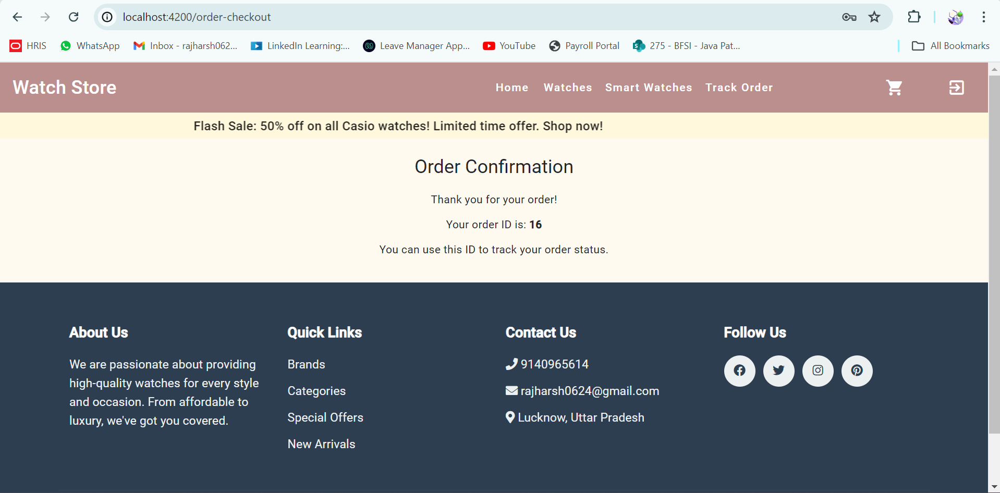 localhost:4200/order-checkout
HRIS WhatsApp Inbox - rajharsh062... LinkedIn Learning:... Leave Manager App... YouTube Payroll Portal 275 - BFSI - Java Pat... All Bookmarks
Watch Store Home Watches Smart Watches Track Order
Flash Sale: 50% off on all Casio watches! Limited time offer. Shop now!
Order Confirmation
Thank you for your order!
Your order ID is: 16
You can use this ID to track your order status.
About Us
We are passionate about providing
high-quality watches for every style
and occasion. From affordable to
luxury, we've got you covered.
Quick Links
Brands
Categories
Special Offers
New Arrivals
Contact Us
9140965614
rajharsh0624@gmail.com
Lucknow, Uttar Pradesh
Follow Us